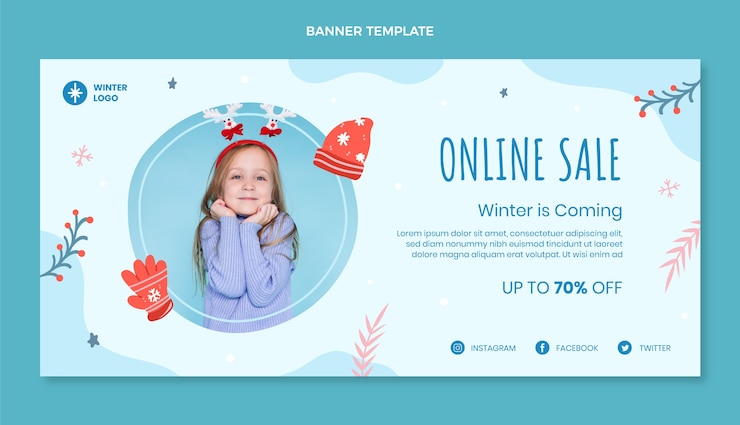 BANNER TEMPLATE
WINTER
LOGO
ONLINE SALE
Winter is Coming
Lorem ipsum dolor sit amet, consectetuer adipiscing elit,
sed diam nonummy nibh euismod tincidunt ut laoreet dolore
magna aliquam erat volutpat. Ut wisi enim ad
UP TO 70% OFF
INSTAGRAM FACEBOOK TWITTER